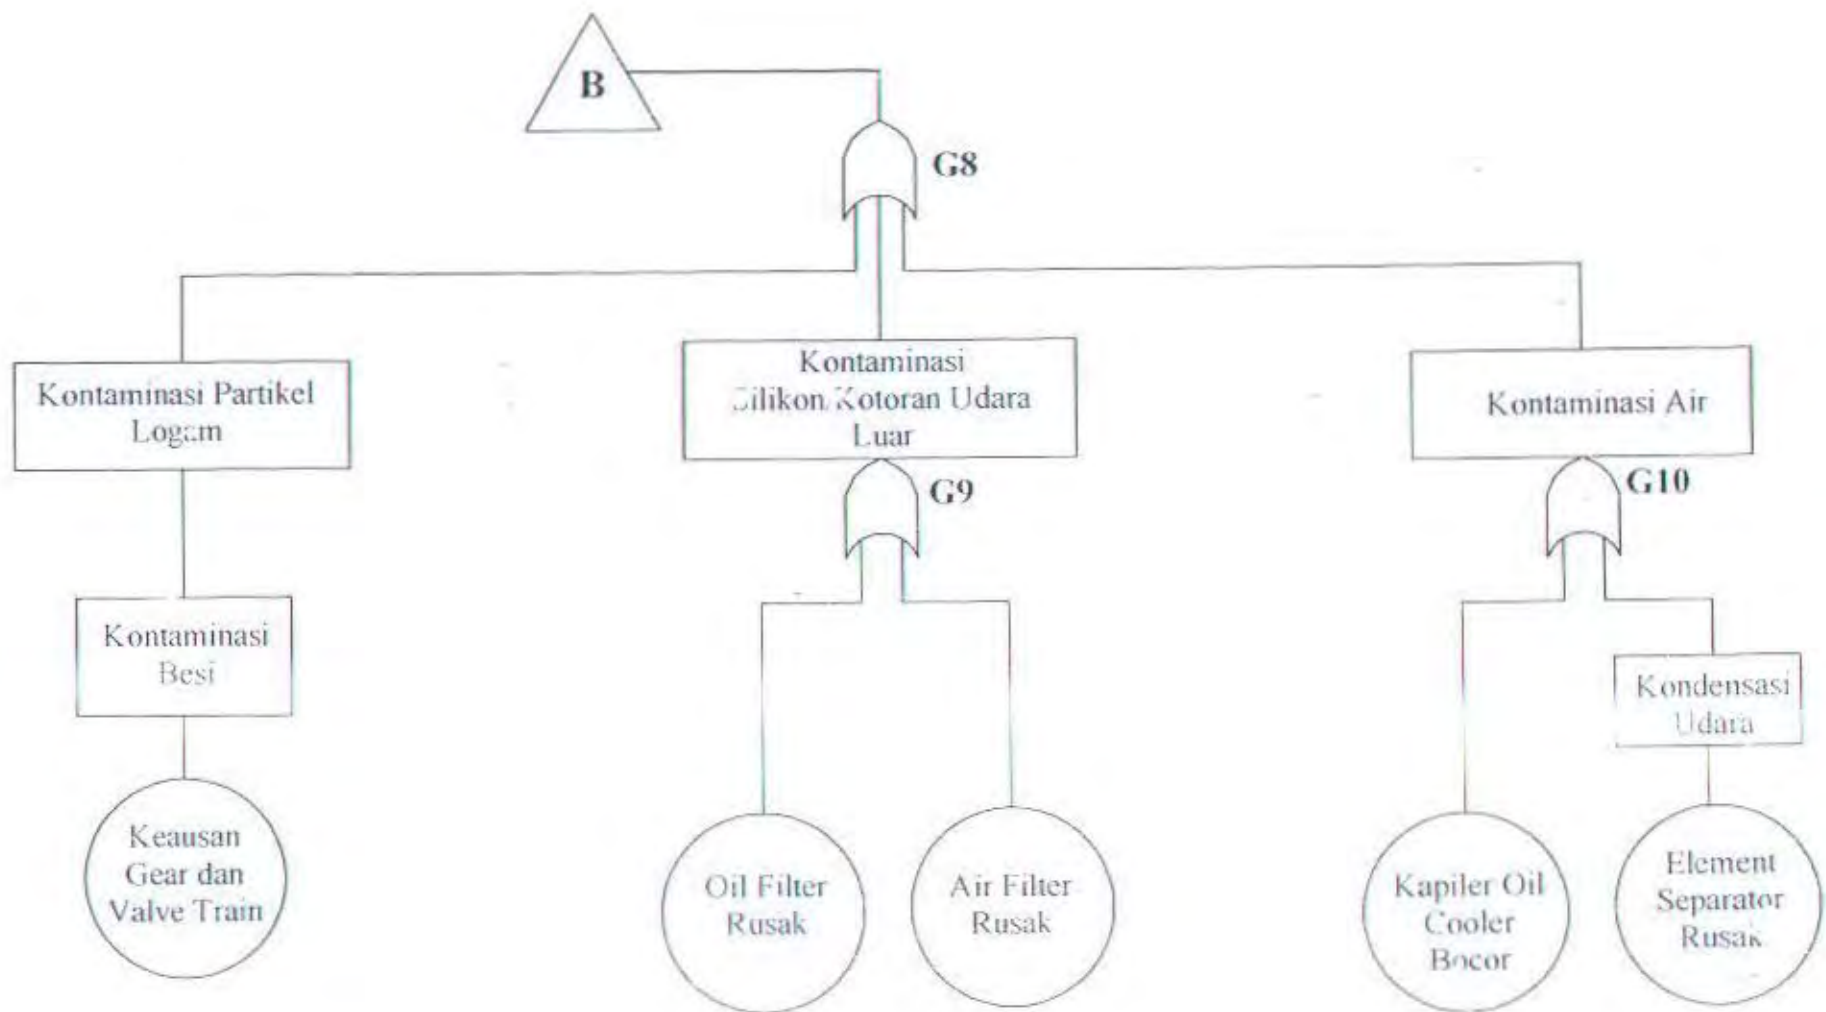 B
G8
Kontaminasi Partikel
Logam
Kontaminasi
Silikon/Kotoran Udara
Luar
Kontaminasi Air
G9
G10
Kontaminasi
Besi
Kondensasi
Udara
Keausan
Gear dan
Valve Train
Oil Filter
Rusak
Air Filter
Rusak
Kapiler Oil
Cooler
Bocor
Element
Separator
Rusak